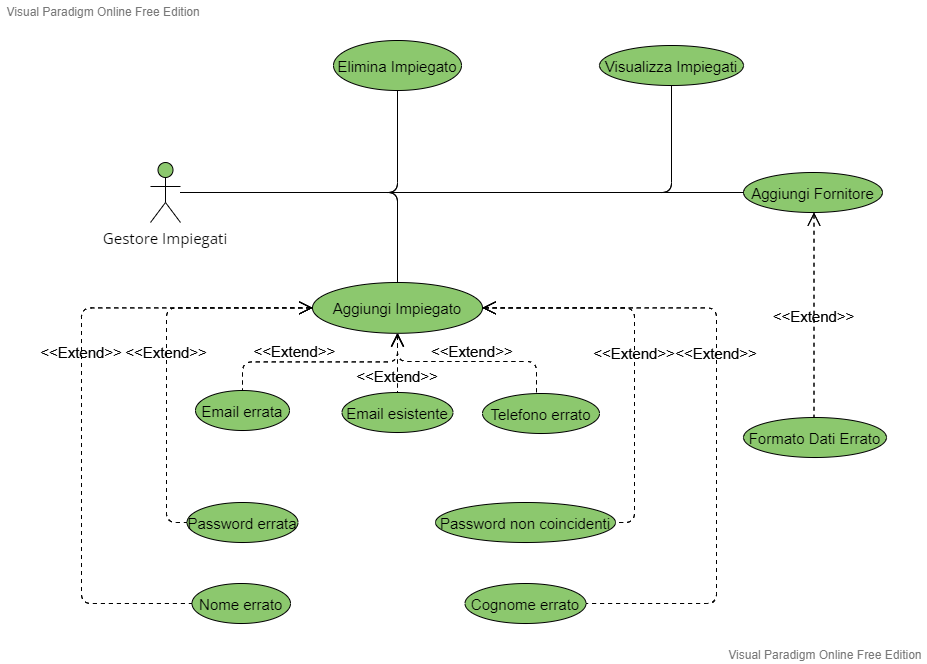 Visual Paradigm Online Free Edition
Elimina Impiegato
Visualizza Impiegati
Aggiungi Fornitore
Gestore Impiegati
Aggiungi Impiegato
<<Extend>>
<<Extend>>
<<Extend>>
<<Extend>>
<<Extend>>
<<Extend>>
<<Extend>>
<<Extend>>
Email errata
Email esistente
Telefono errato
Formato Dati Errato
Password errata
Password non coincidenti
Nome errato
Cognome errato
Visual Paradigm Online Free Edition